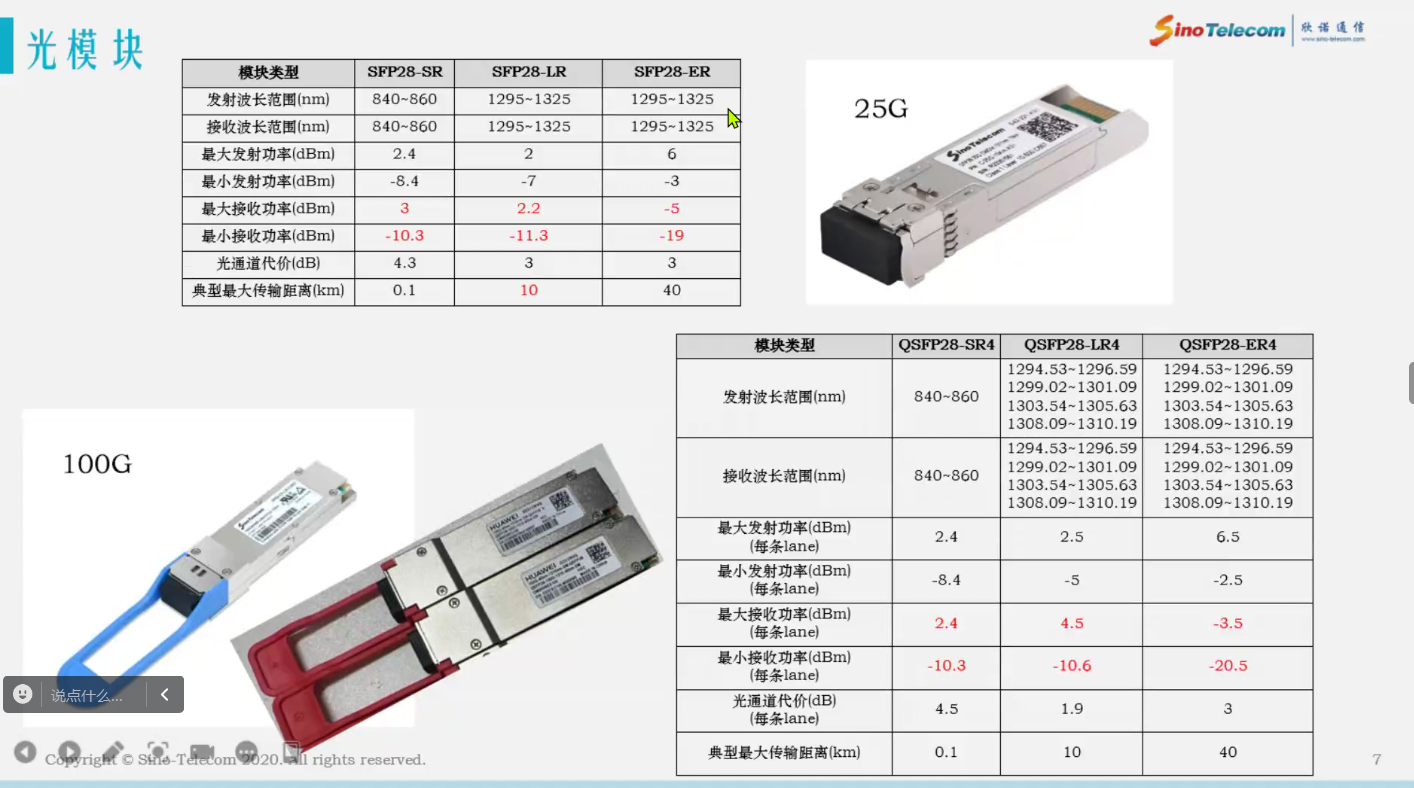 光模块
SinoTelecom 欣诺通信
www.sino-telecom.com
模块类型 SFP28-SR SFP28-LR SFP28-ER
发射波长范围(nm) 840~860 1295~1325 1295~1325
接收波长范围(nm) 840~860 1295~1325 1295~1325
最大发射功率(dBm) 2.4 2 6
最小发射功率(dBm) -8.4 -7 -3
最大接收功率(dBm) 3 2.2 -5
最小接收功率(dBm) -10.3 -11.3 -19
光通道代价(dB) 4.3 3 3
典型最大传输距离(km) 0.1 10 40
25G
SinoTelecom
模块类型 QSFP28-SR4 QSFP28-LR4 QSFP28-ER4
发射波长范围(nm) 840~860
1294.53~1296.59 1294.53~1296.59
1299.02~1301.09 1299.02~1301.09
1303.54~1305.63 1303.54~1305.63
1308.09~1310.19 1308.09~1310.19
接收波长范围(nm) 840~860
1294.53~1296.59 1294.53~1296.59
1299.02~1301.09 1299.02~1301.09
1303.54~1305.63 1303.54~1305.63
1308.09~1310.19 1308.09~1310.19
最大发射功率(dBm)
(每条lane) 2.4 2.5 6.5
最小发射功率(dBm)
(每条lane) -8.4 -5 -2.5
最大接收功率(dBm)
(每条lane) 2.4 4.5 -3.5
最小接收功率(dBm)
(每条lane) -10.3 -10.6 -20.5
光通道代价(dB)
(每条lane) 4.5 1.9 3
典型最大传输距离(km) 0.1 10 40
100G
SinoTelecom
HUAWEI
HUAWEI
说点什么...
Copyright © Sino-Telecom 2020. All rights reserved.
7